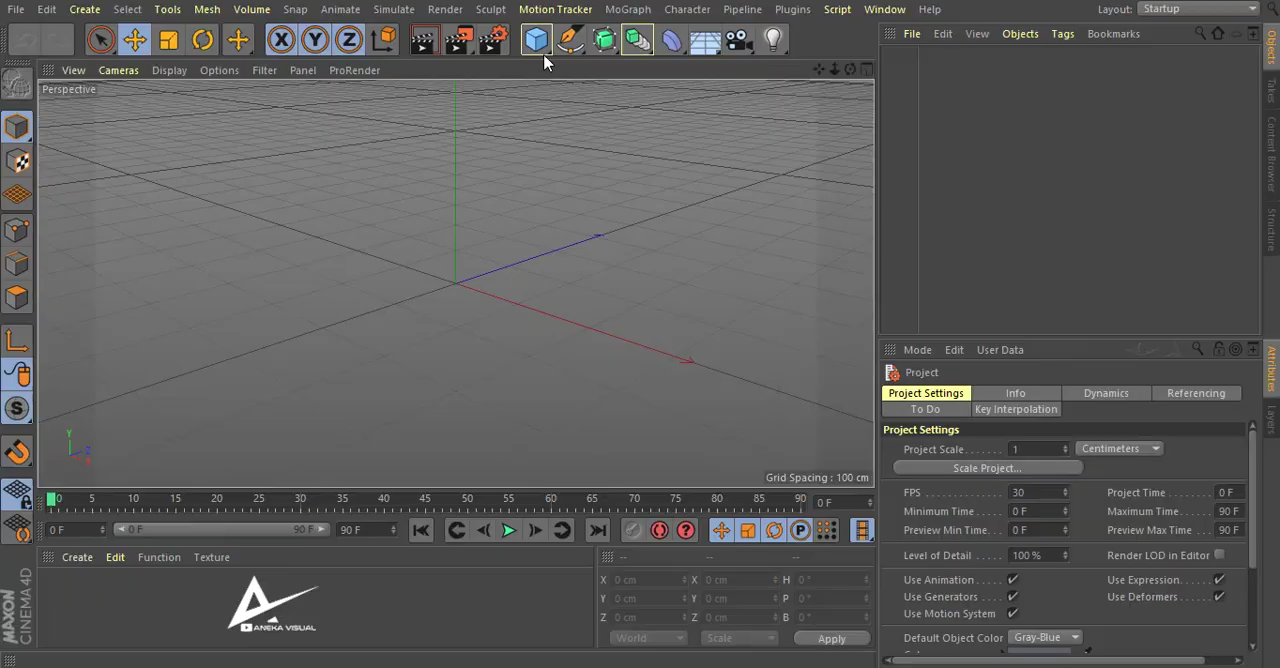 File Edit Create Select Tools Mesh Volume Snap Animate Simulate Render Sculpt Motion Tracker MoGraph Character Pipeline Plugins Script Window Help Layout: Startup
X Y Z
File Edit View Objects Tags Bookmarks
View Cameras Display Options Filter Panel ProRender
Perspective
Y
Z
X
Grid Spacing : 100 cm
0 5 10 15 20 25 30 35 40 45 50 55 60 65 70 75 80 85 90 0 F
0 F 0 F 90 F 90 F
Create Edit Function Texture
ANEKA VISUAL
MAXON
CINEMA 4D
-- -- --
X 0 cm X 0 cm H 0 °
Y 0 cm Y 0 cm P 0 °
Z 0 cm Z 0 cm B 0 °
World Scale Apply
Mode Edit User Data
Project
Project Settings Info Dynamics Referencing
To Do Key Interpolation
Project Settings
Project Scale . . . . . . . 1 Centimeters
Scale Project...
FPS 30 Project Time 0 F
Minimum Time 0 F Maximum Time 90 F
Preview Min Time 0 F Preview Max Time 90 F
Level of Detail 100 % Render LOD in Editor
Use Animation Use Expression
Use Generators Use Deformers
Use Motion System
Default Object Color Gray-Blue
Objects
Takes
Content Browser
Structure
Attributes
Layers